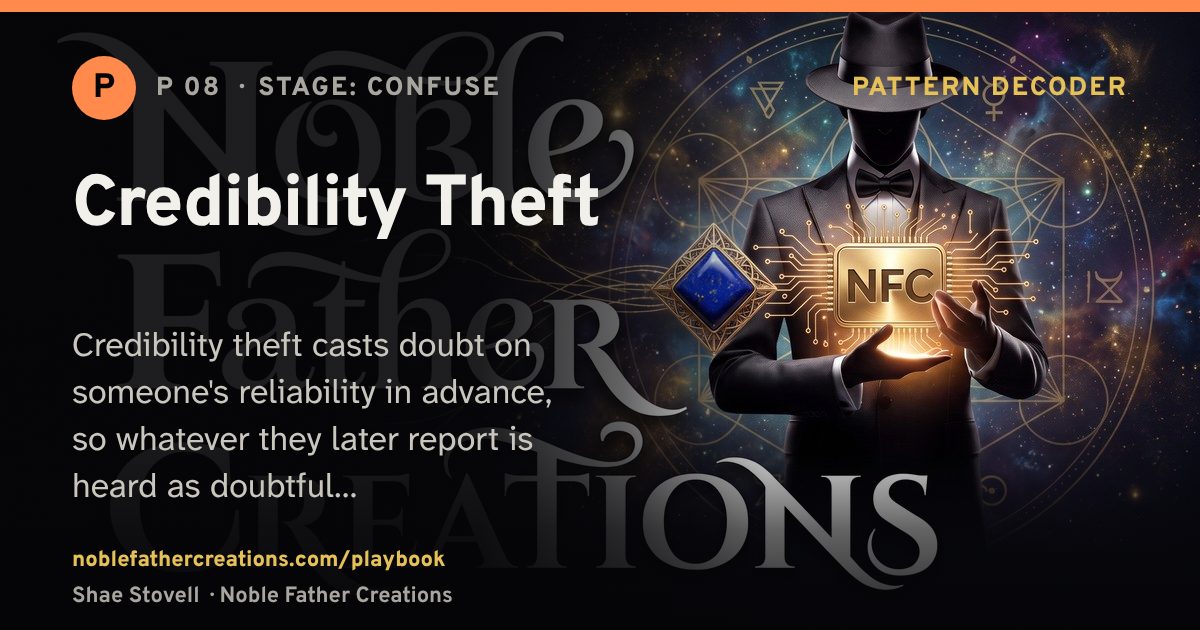 P
P 08 · STAGE: CONFUSE
PATTERN DECODER
Credibility Theft
Credibility theft casts doubt on
someone's reliability in advance,
so whatever they later report is
heard as doubtful...
noblefathercreations.com/playbook
Shae Stovell · Noble Father Creations
Noble
FatheR
CREATIONS
NFC